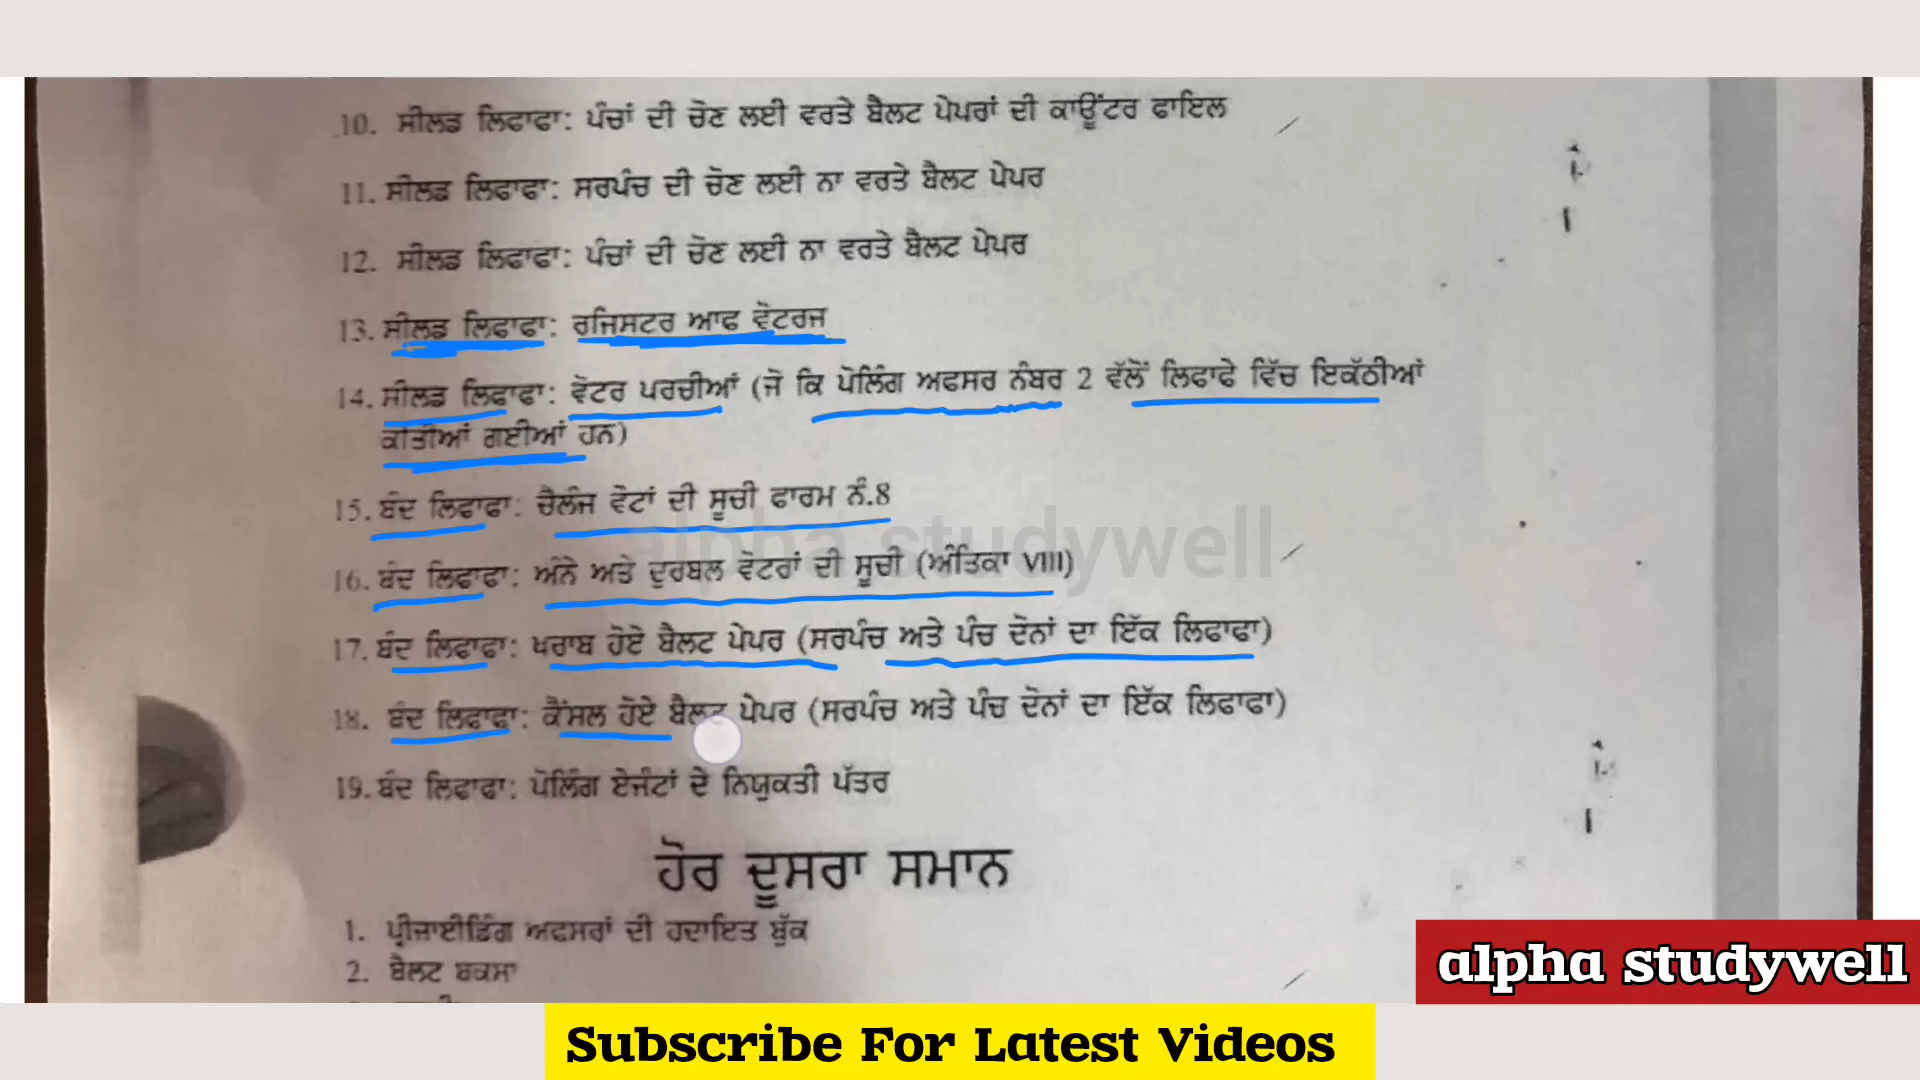 10. ਸੀਲਡ ਲਿਫਾਫਾ: ਪੰਚਾਂ ਦੀ ਚੋਣ ਲਈ ਵਰਤੇ ਬੈਲਟ ਪੇਪਰਾਂ ਦੀ ਕਾਊਂਟਰ ਫਾਇਲ
11. ਸੀਲਡ ਲਿਫਾਫਾ: ਸਰਪੰਚ ਦੀ ਚੋਣ ਲਈ ਨਾ ਵਰਤੇ ਬੈਲਟ ਪੇਪਰ
12. ਸੀਲਡ ਲਿਫਾਫਾ: ਪੰਚਾਂ ਦੀ ਚੋਣ ਲਈ ਨਾ ਵਰਤੇ ਬੈਲਟ ਪੇਪਰ
13. ਸੀਲਡ ਲਿਫਾਫਾ: ਰਜਿਸਟਰ ਆਫ ਵੋਟਰਜ
14. ਸੀਲਡ ਲਿਫਾਫਾ: ਵੋਟਰ ਪਰਚੀਆਂ (ਜੋ ਕਿ ਪੋਲਿੰਗ ਅਫਸਰ ਨੰਬਰ 2 ਵੱਲੋਂ ਲਿਫਾਫੇ ਵਿੱਚ ਇਕੱਠੀਆਂ
ਕੀਤੀਆਂ ਗਈਆਂ ਹਨ)
15. ਬੰਦ ਲਿਫਾਫਾ: ਚੈਲੰਜ ਵੋਟਾਂ ਦੀ ਸੂਚੀ ਫਾਰਮ ਨੰ.8
alpha studywell
16. ਬੰਦ ਲਿਫਾਫਾ: ਅੰਨੇ ਅਤੇ ਦੁਰਬਲ ਵੋਟਰਾਂ ਦੀ ਸੂਚੀ (ਅੰਤਿਕਾ VIII)
17. ਬੰਦ ਲਿਫਾਫਾ: ਖਰਾਬ ਹੋਏ ਬੈਲਟ ਪੇਪਰ (ਸਰਪੰਚ ਅਤੇ ਪੰਚ ਦੋਨਾਂ ਦਾ ਇੱਕ ਲਿਫਾਫਾ)
18. ਬੰਦ ਲਿਫਾਫਾ: ਕੈਂਸਲ ਹੋਏ ਬੈਲਟ ਪੇਪਰ (ਸਰਪੰਚ ਅਤੇ ਪੰਚ ਦੋਨਾਂ ਦਾ ਇੱਕ ਲਿਫਾਫਾ)
19. ਬੰਦ ਲਿਫਾਫਾ: ਪੋਲਿੰਗ ਏਜੰਟਾਂ ਦੇ ਨਿਯੁਕਤੀ ਪੱਤਰ
ਹੋਰ ਦੂਸਰਾ ਸਮਾਨ
1. ਪ੍ਰੀਜਾਈਡਿੰਗ ਅਫਸਰਾਂ ਦੀ ਹਦਾਇਤ ਬੁੱਕ
2. ਬੈਲਟ ਬਕਸਾ
alpha studywell
Subscribe For Latest Videos